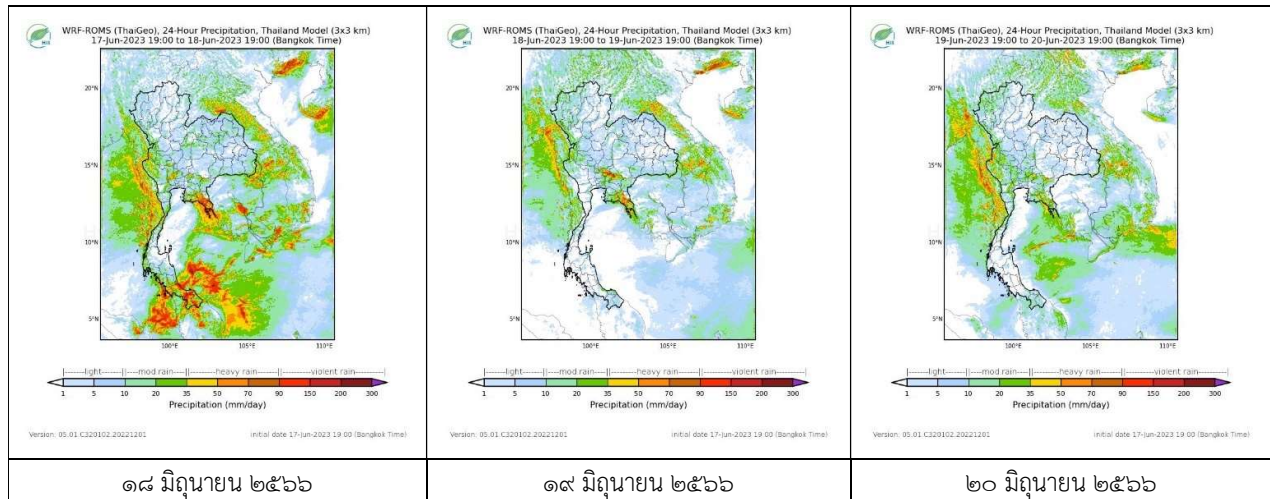 WRF-ROMS (ThaiGeo), 24-Hour Precipitation, Thailand Model (3x3 km)
17-Jun-2023 19:00 to 18-Jun-2023 19:00 (Bangkok Time)
20°N
15°N
10°N
5°N
100°E 105°E 110°E
|--------light--------||----mod rain-----||----------heavy rain----------||--------------violent rain--------------
1 5 10 20 35 50 70 90 150 200 300
Precipitation (mm/day)
Version: 05.01.C320102.20221201 initial date 17-Jun-2023 19:00 (Bangkok Time)
๑๘ มิถุนายน ๒๕๖๖
WRF-ROMS (ThaiGeo), 24-Hour Precipitation, Thailand Model (3x3 km)
18-Jun-2023 19:00 to 19-Jun-2023 19:00 (Bangkok Time)
20°N
15°N
10°N
5°N
100°E 105°E 110°E
|--------light--------||----mod rain-----||----------heavy rain----------||--------------violent rain--------------
1 5 10 20 35 50 70 90 150 200 300
Precipitation (mm/day)
Version: 05.01.C320102.20221201 initial date 17-Jun-2023 19:00 (Bangkok Time)
๑๙ มิถุนายน ๒๕๖๖
WRF-ROMS (ThaiGeo), 24-Hour Precipitation, Thailand Model (3x3 km)
19-Jun-2023 19:00 to 20-Jun-2023 19:00 (Bangkok Time)
20°N
15°N
10°N
5°N
100°E 105°E 110°E
|--------light--------||----mod rain-----||----------heavy rain----------||--------------violent rain--------------
1 5 10 20 35 50 70 90 150 200 300
Precipitation (mm/day)
Version: 05.01.C320102.20221201 initial date 17-Jun-2023 19:00 (Bangkok Time)
๒๐ มิถุนายน ๒๕๖๖